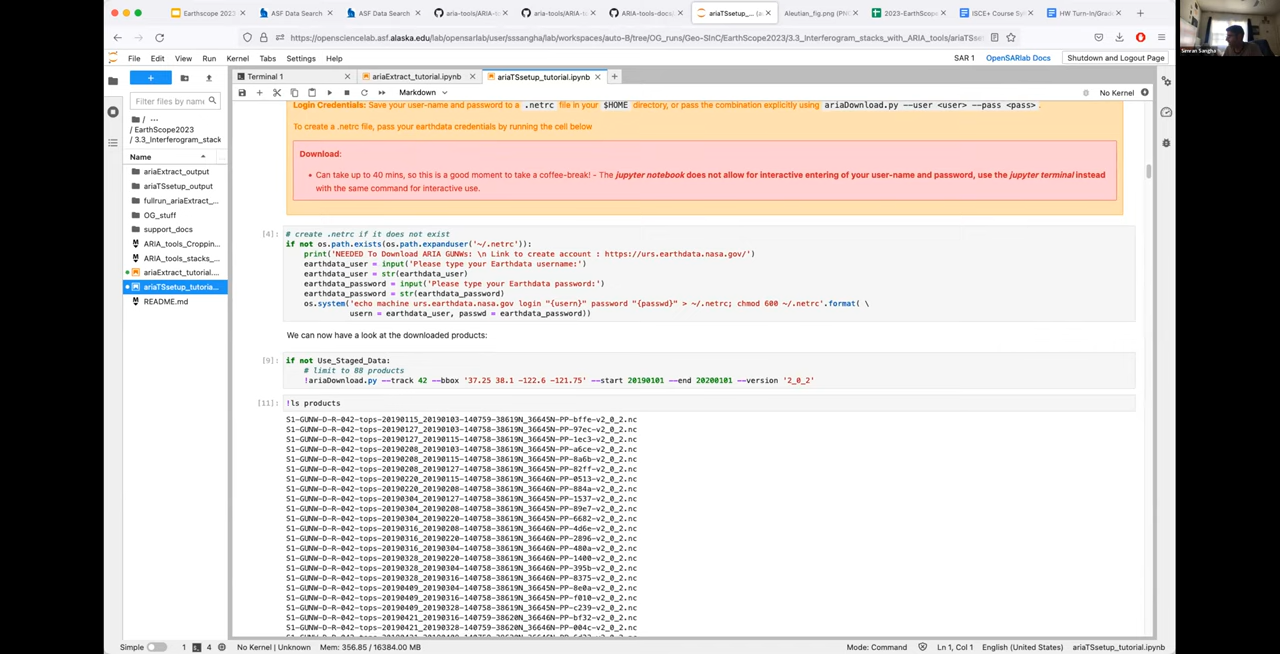 Earthscope 2023
ASF Data Search
ASF Data Search
aria-tools/ARIA-to
aria-tools/ARIA-to
ARIA-tools-docs/
ariaTSsetup_
Aleutian_fig.png (PN
2023-EarthScope
ISCE+ Course Sy
HW Turn-In/Grad
https://opensciencelab.asf.alaska.edu/lab/opensarlab/user/sssangha/lab/workspaces/auto-B/tree/OG_runs/Geo-SInC/EarthScope2023/3.3_Interferogram_stacks_with_ARIA_tools/ariaTSse
Simran Sangha
File Edit View Run Kernel Tabs Settings Help
SAR 1 OpenSARlab Docs Shutdown and Logout Page
Terminal 1
ariaExtract_tutorial.ipynb
ariaTSsetup_tutorial.ipynb
Markdown
No Kernel
Filter files by name
/ ...
/ EarthScope2023
/ 3.3_Interferogram_stack
Name
ariaExtract_output
ariaTSsetup_output
fullrun_ariaExtract_...
OG_stuff
support_docs
ARIA_tools_Croppin...
ARIA_tools_stacks_...
ariaExtract_tutorial....
ariaTSsetup_tutoria...
README.md
Login Credentials: Save your user-name and password to a .netrc file in your $HOME directory, or pass the combination explicitly using ariaDownload.py --user <user> --pass <pass>.
To create a .netrc file, pass your earthdata credentials by running the cell below
Download:
• Can take up to 40 mins, so this is a good moment to take a coffee-break! - The jupyter notebook does not allow for interactive entering of your user-name and password, use the jupyter terminal instead
with the same command for interactive use.
[4]: # create .netrc if it does not exist
if not os.path.exists(os.path.expanduser('~/.netrc')):
print('NEEDED To Download ARIA GUNWs: \n Link to create account : https://urs.earthdata.nasa.gov/')
earthdata_user = input('Please type your Earthdata username:')
earthdata_user = str(earthdata_user)
earthdata_password = input('Please type your Earthdata password:')
earthdata_password = str(earthdata_password)
os.system('echo machine urs.earthdata.nasa.gov login "{usern}" password "{passwd}" > ~/.netrc; chmod 600 ~/.netrc'.format( \
usern = earthdata_user, passwd = earthdata_password))
We can now have a look at the downloaded products:
[9]: if not Use_Staged_Data:
# limit to 88 products
!ariaDownload.py --track 42 --bbox '37.25 38.1 -122.6 -121.75' --start 20190101 --end 20200101 --version '2_0_2'
[11]: !ls products
S1-GUNW-D-R-042-tops-20190115_20190103-140759-38619N_36645N-PP-bffe-v2_0_2.nc
S1-GUNW-D-R-042-tops-20190127_20190103-140758-38619N_36645N-PP-97ec-v2_0_2.nc
S1-GUNW-D-R-042-tops-20190127_20190115-140758-38619N_36645N-PP-1ec3-v2_0_2.nc
S1-GUNW-D-R-042-tops-20190208_20190103-140758-38619N_36645N-PP-a6ce-v2_0_2.nc
S1-GUNW-D-R-042-tops-20190208_20190115-140758-38619N_36645N-PP-8a6b-v2_0_2.nc
S1-GUNW-D-R-042-tops-20190208_20190127-140758-38619N_36645N-PP-82ff-v2_0_2.nc
S1-GUNW-D-R-042-tops-20190220_20190115-140758-38619N_36646N-PP-0513-v2_0_2.nc
S1-GUNW-D-R-042-tops-20190220_20190208-140758-38619N_36646N-PP-884a-v2_0_2.nc
S1-GUNW-D-R-042-tops-20190304_20190127-140758-38619N_36645N-PP-1537-v2_0_2.nc
S1-GUNW-D-R-042-tops-20190304_20190208-140758-38619N_36645N-PP-89e7-v2_0_2.nc
S1-GUNW-D-R-042-tops-20190304_20190220-140758-38619N_36645N-PP-6682-v2_0_2.nc
S1-GUNW-D-R-042-tops-20190316_20190208-140758-38619N_36646N-PP-4d6e-v2_0_2.nc
S1-GUNW-D-R-042-tops-20190316_20190220-140758-38619N_36646N-PP-2896-v2_0_2.nc
S1-GUNW-D-R-042-tops-20190316_20190304-140758-38619N_36646N-PP-480a-v2_0_2.nc
S1-GUNW-D-R-042-tops-20190328_20190220-140758-38619N_36645N-PP-1400-v2_0_2.nc
S1-GUNW-D-R-042-tops-20190328_20190304-140758-38619N_36645N-PP-395b-v2_0_2.nc
S1-GUNW-D-R-042-tops-20190328_20190316-140758-38619N_36645N-PP-8375-v2_0_2.nc
S1-GUNW-D-R-042-tops-20190409_20190304-140758-38619N_36645N-PP-8e0a-v2_0_2.nc
S1-GUNW-D-R-042-tops-20190409_20190316-140758-38619N_36645N-PP-f010-v2_0_2.nc
S1-GUNW-D-R-042-tops-20190409_20190328-140758-38619N_36645N-PP-c239-v2_0_2.nc
S1-GUNW-D-R-042-tops-20190421_20190316-140758-38620N_36646N-PP-bf32-v2_0_2.nc
S1-GUNW-D-R-042-tops-20190421_20190328-140758-38620N_36646N-PP-004c-v2_0_2.nc
Simple 1 4 No Kernel | Unknown Mem: 356.85 / 16384.00 MB
Mode: Command Ln 1, Col 1 English (United States) ariaTSsetup_tutorial.ipynb